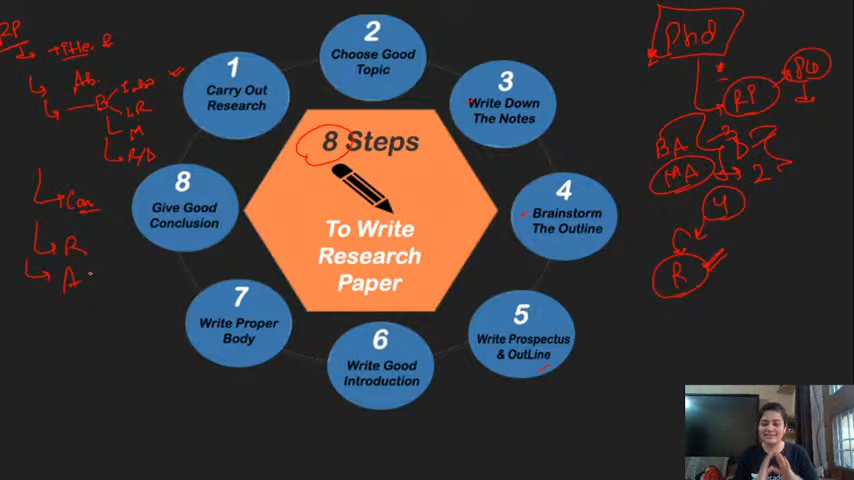 RP
Title &
Ab.
B
LR
M
R/D
Con
R
A
1
Carry Out
Research
2
Choose Good
Topic
3
Write Down
The Notes
4
Brainstorm
The Outline
5
Write Prospectus
& OutLine
6
Write Good
Introduction
7
Write Proper
Body
8
Give Good
Conclusion
8 Steps
To Write
Research
Paper
Phd
RP
BA
MA
2
4
R